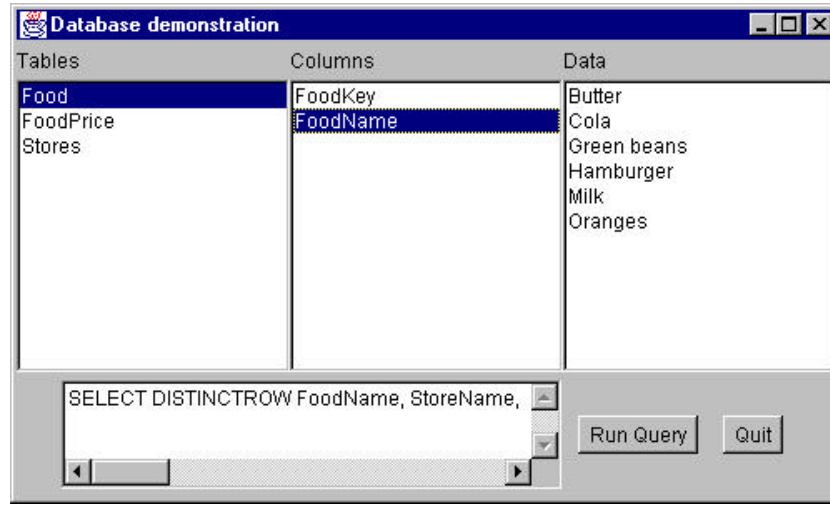 Database demonstration
Tables
Columns
Data
Food
FoodPrice
Stores
FoodKey
FoodName
Butter
Cola
Green beans
Hamburger
Milk
Oranges
SELECT DISTINCTROW FoodName, StoreName,
Run Query
Quit